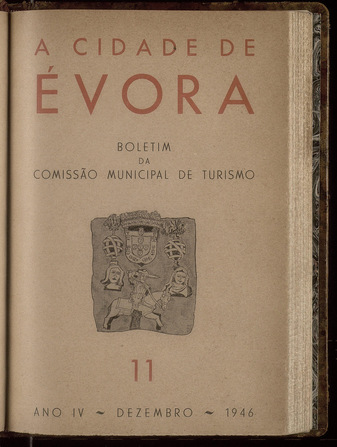 A CIDADE DE
ÉVORA
BOLETIM
DA
COMISSÃO MUNICIPAL DE TURISMO
11
ANO IV ~ DEZEMBRO ~ 1946